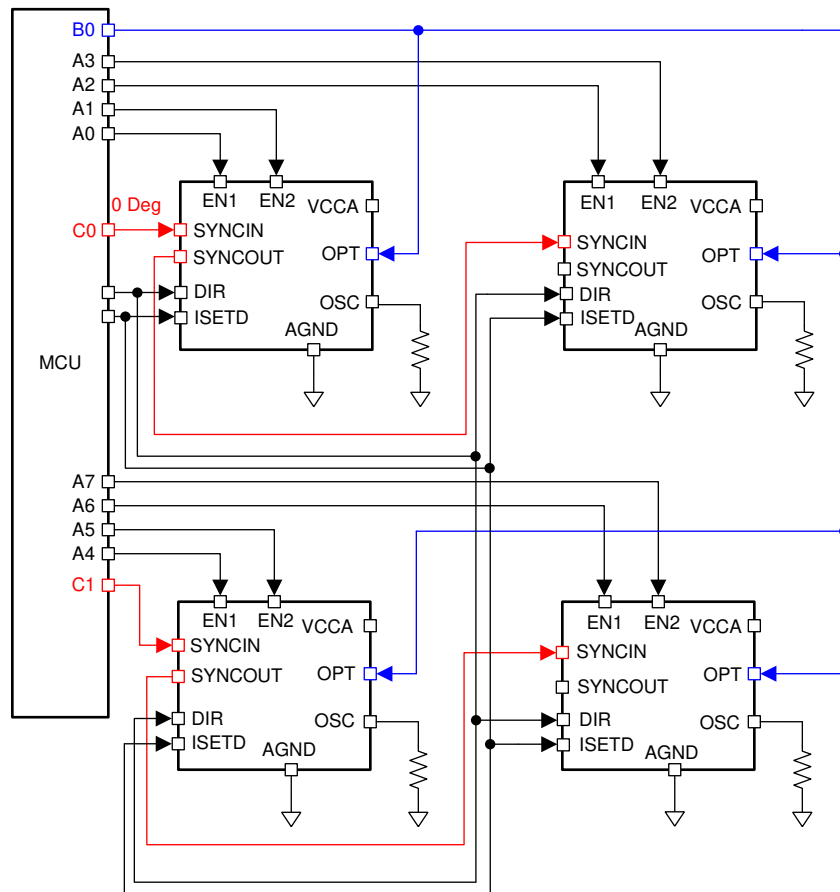 B0
A3
A2
A1
A0
0 Deg
C0
MCU
A7
A6
A5
A4
C1
EN1 EN2
VCCA
SYNCIN
SYNCOUT
OPT
DIR
OSC
ISETD
AGND
EN1 EN2
VCCA
SYNCIN
SYNCOUT
OPT
DIR
OSC
ISETD
AGND
EN1 EN2
VCCA
SYNCIN
SYNCOUT
OPT
DIR
OSC
ISETD
AGND
EN1 EN2
VCCA
SYNCIN
SYNCOUT
OPT
DIR
OSC
ISETD
AGND